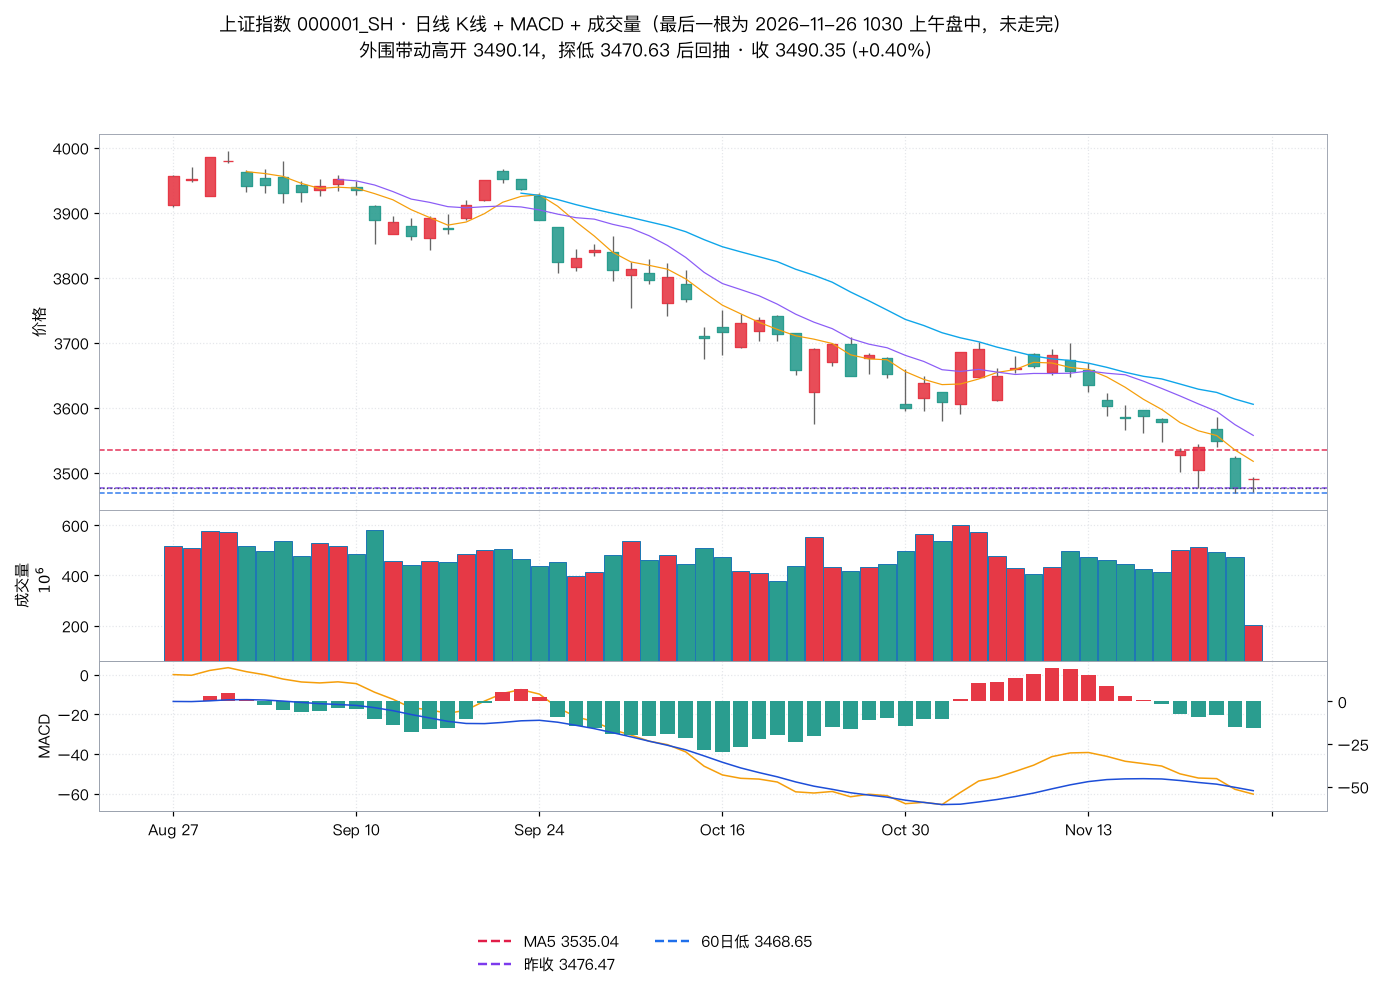 上证指数 000001_SH · 日线 K线 + MACD + 成交量（最后一根为 2026−11−26 1030 上午盘中，未走完）
外围带动高开 3490.14，探低 3470.63 后回抽 · 收 3490.35 (+0.40%)
4000
3900
3800
3700
3600
3500
价格
600
400
200
成交量
10⁶
0
−20
−40
−60
MACD
0
−25
−50
Aug 27
Sep 10
Sep 24
Oct 16
Oct 30
Nov 13
MA5 3535.04
60日低 3468.65
昨收 3476.47